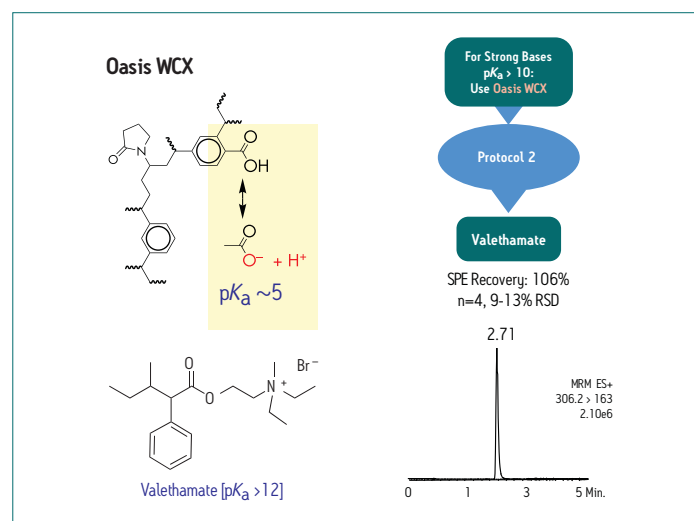 Oasis WCX
O
N
O
OH
O
O⁻ + H⁺
pKa ~5
O
O
N⁺
Br⁻
Valethamate [pKa >12]
For Strong Bases
pKa > 10:
Use Oasis WCX
Protocol 2
Valethamate
SPE Recovery: 106%
n=4, 9-13% RSD
2.71
MRM ES+
306.2 > 163
2.10e6
0 1 3 5 Min.